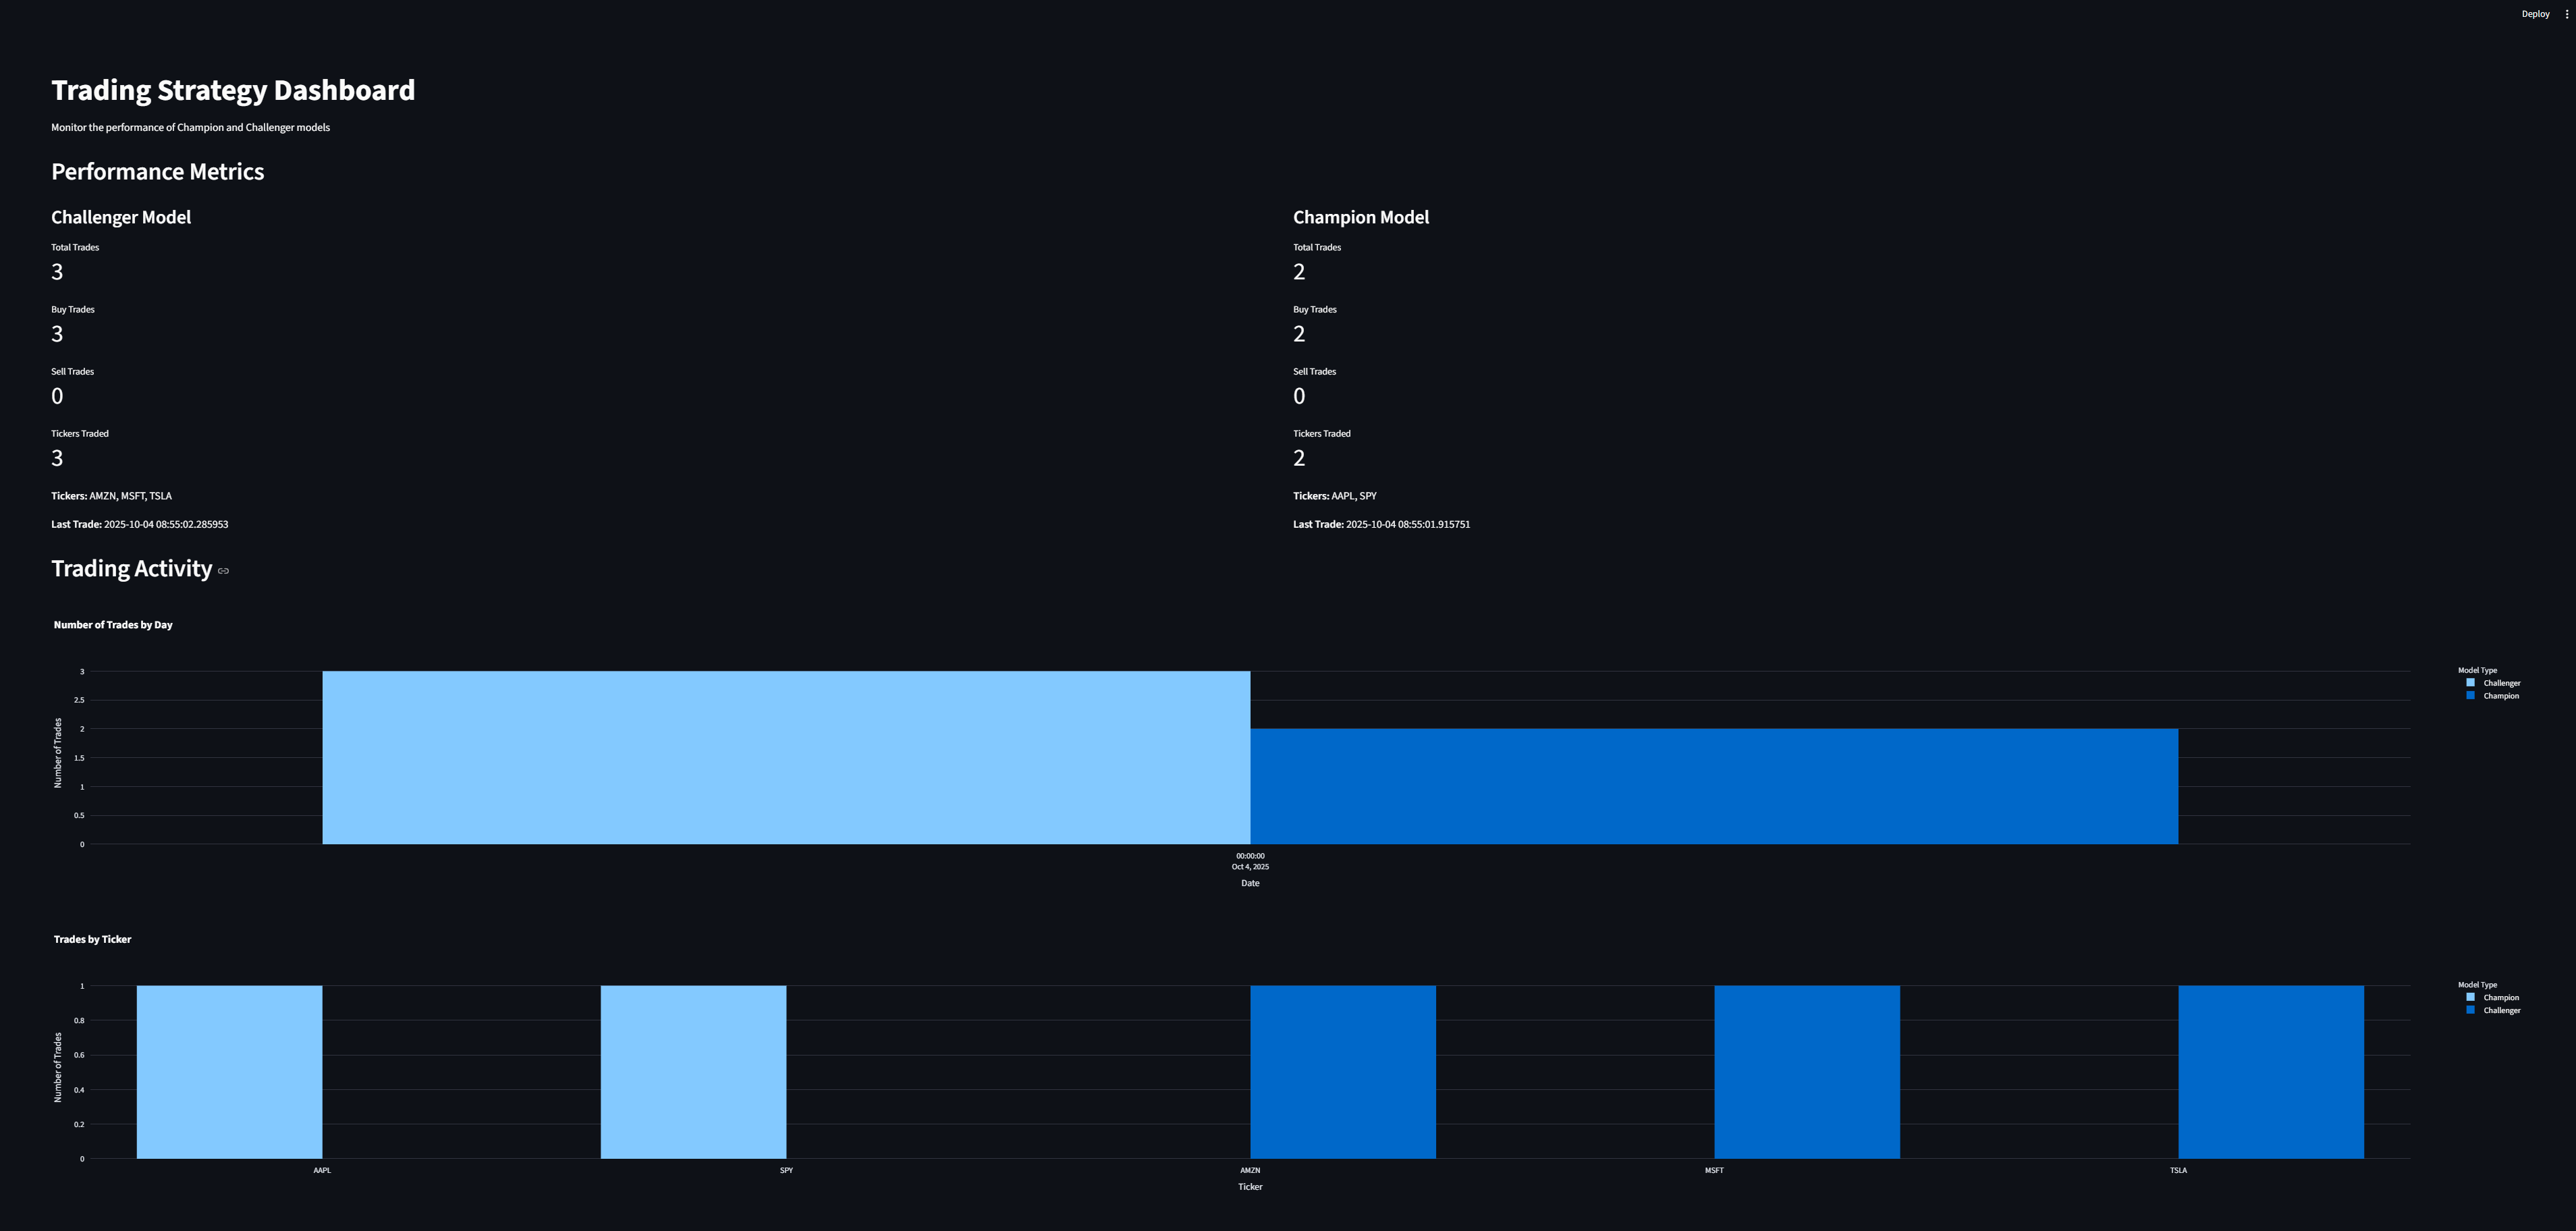 Deploy
Trading Strategy Dashboard
Monitor the performance of Champion and Challenger models
Performance Metrics
Challenger Model
Total Trades
3
Buy Trades
3
Sell Trades
0
Tickers Traded
3
Tickers: AMZN, MSFT, TSLA
Last Trade: 2025-10-04 08:55:02.285953
Champion Model
Total Trades
2
Buy Trades
2
Sell Trades
0
Tickers Traded
2
Tickers: AAPL, SPY
Last Trade: 2025-10-04 08:55:01.915751
Trading Activity
Number of Trades by Day
Number of Trades
3
2.5
2
1.5
1
0.5
0
00:00:00
Oct 4, 2025
Date
Model Type
Challenger
Champion
Trades by Ticker
Number of Trades
1
0.8
0.6
0.4
0.2
0
AAPL SPY AMZN MSFT TSLA
Ticker
Model Type
Champion
Challenger